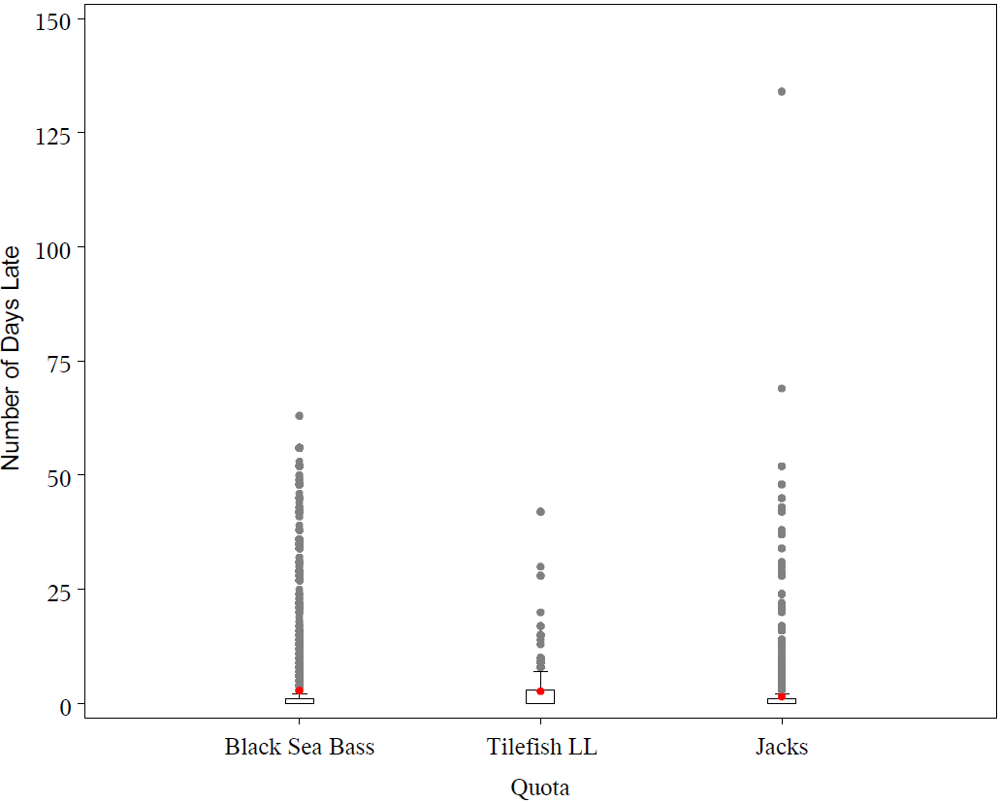 150
125
100
75
50
25
0
Number of Days Late
Black Sea Bass
Tilefish LL
Jacks
Quota